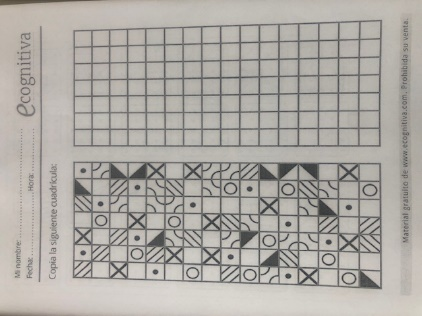 Mi nombre:
Fecha: Hora:
ecognitiva
Copia la siguiente cuadrícula:
Material gratuito de www.ecognitiva.com. Prohibida su venta.